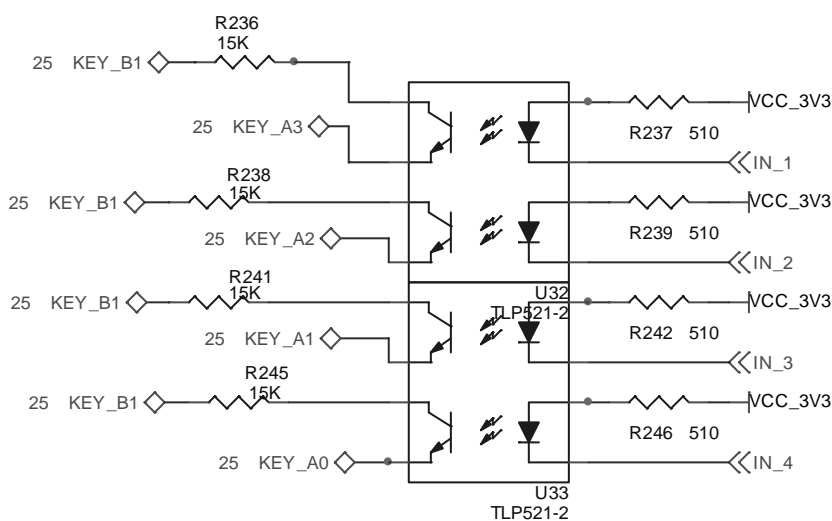 R236
15K
25 KEY_B1
VCC_3V3
25 KEY_A3
R237 510
IN_1
R238
15K
25 KEY_B1
VCC_3V3
25 KEY_A2
R239 510
IN_2
R241
15K
U32
TLP521-2
25 KEY_B1
VCC_3V3
25 KEY_A1
R242 510
IN_3
R245
15K
25 KEY_B1
VCC_3V3
R246 510
25 KEY_A0
IN_4
U33
TLP521-2